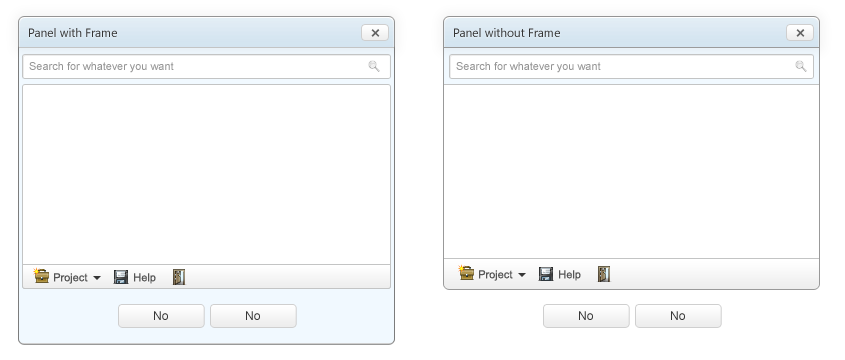 Panel with Frame
Search for whatever you want
Project
Help
No
No
Panel without Frame
Search for whatever you want
Project
Help
No
No